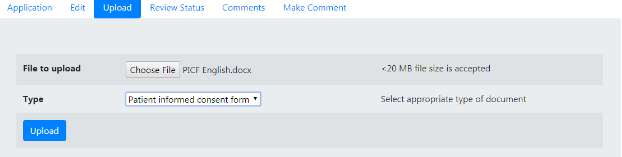 Application Edit Upload Review Status Comments Make Comment
File to upload Choose File PICF English.docx <20 MB file size is accepted
Type Patient informed consent form Select appropriate type of document
Upload